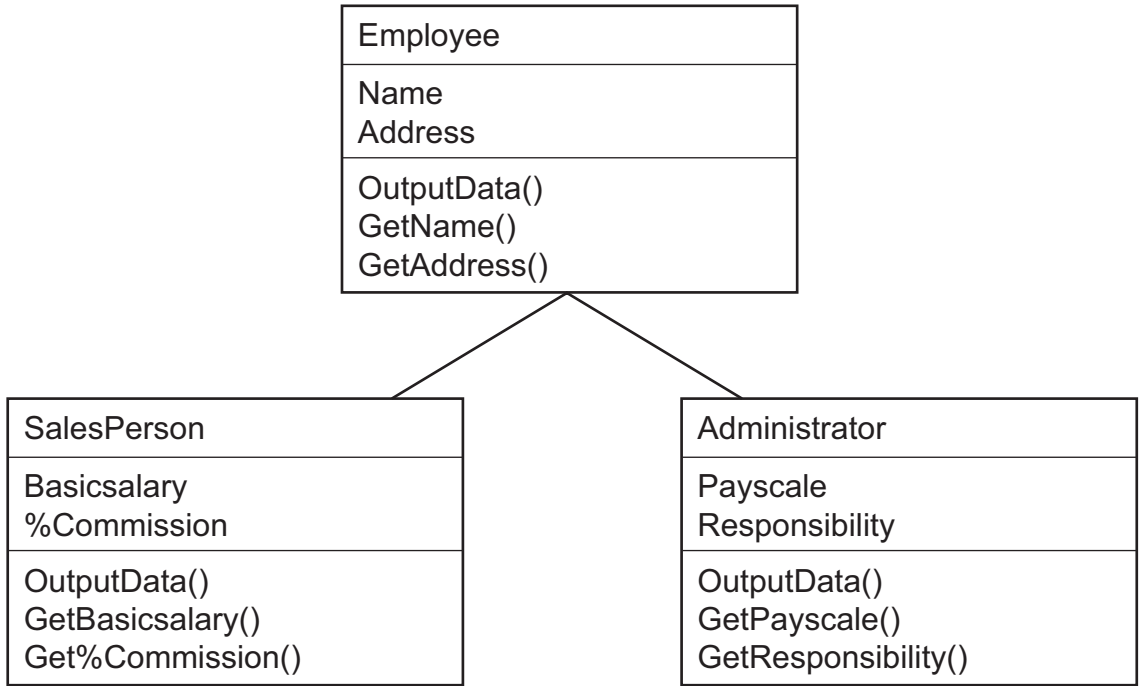 Employee
Name
Address
OutputData()
GetName()
GetAddress()
SalesPerson
Basicsalary
%Commission
OutputData()
GetBasicsalary()
Get%Commission()
Administrator
Payscale
Responsibility
OutputData()
GetPayscale()
GetResponsibility()